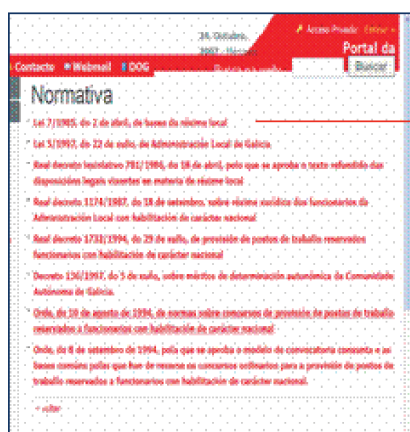 24. Outubro.
2007 -
Acceso Privado Entrar »
Portal da
Contacto Webmail DOG
Buscar
Normativa
Lei 7/1985, do 2 de abril, de bases do réxime local
Lei 5/1997, do 22 de xullo, de Administración Local de Galicia
Real decreto lexislativo 781/1986, do 18 de abril, polo que se aproba o texto refundido das
disposicións legais vixentes en materia de réxime local
Real decreto 1174/1987, do 18 de setembro, sobre réxime xurídico dos funcionarios da
Administración Local con habilitación de carácter nacional
Real decreto 1732/1994, do 29 de xullo, de provisión de postos de traballo reservados
funcionarios con habilitación de carácter nacional
Decreto 136/1997, do 5 de xullo, sobre méritos de determinación autonómica da Comunidade
Autónoma de Galicia.
Orde, do 10 de agosto de 1994, de normas sobre concursos de provisión de postos de traballo
reservados a funcionarios con habilitación de carácter nacional
Orde, do 8 de setembro de 1994, pola que se aproba o modelo de convocatoria conxunta e as
bases comúns polas que han de rexerse os concursos ordinarios para a provisión de postos de
traballo reservados a funcionarios con habilitación de carácter nacional.
« voltar